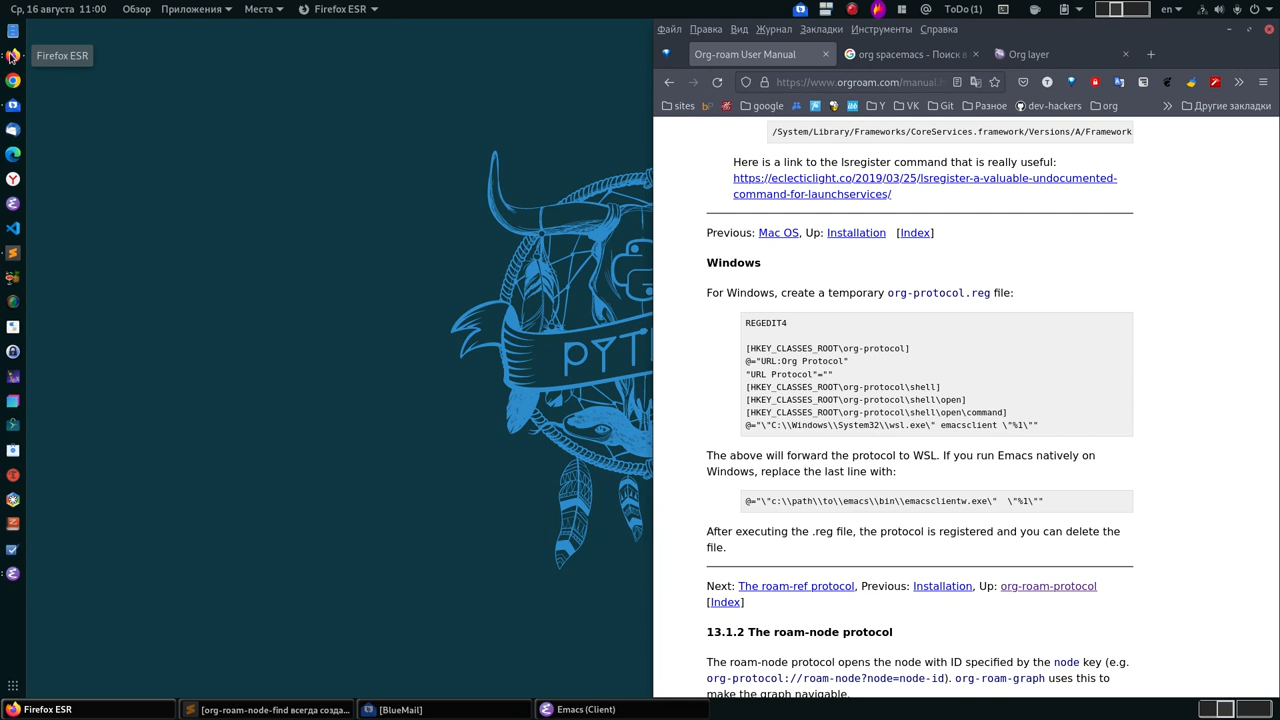 Ср, 16 августа 11:00
Обзор
Приложения
Места
Firefox ESR
ToDo (1)
en
Firefox ESR
Файл Правка Вид Журнал Закладки Инструменты Справка
Org-roam User Manual
org spacemacs - Поиск в
Org layer
https://www.orgroam.com/manual.h
sites
google
Y
VK
Git
Разное
dev-hackers
org
Другие закладки
/System/Library/Frameworks/CoreServices.framework/Versions/A/Framework
Here is a link to the lsregister command that is really useful:
https://eclecticlight.co/2019/03/25/lsregister-a-valuable-undocumented-
command-for-launchservices/
Previous: Mac OS, Up: Installation [Index]
Windows
For Windows, create a temporary org-protocol.reg file:
REGEDIT4
[HKEY_CLASSES_ROOT\org-protocol]
@="URL:Org Protocol"
"URL Protocol"=""
[HKEY_CLASSES_ROOT\org-protocol\shell]
[HKEY_CLASSES_ROOT\org-protocol\shell\open]
[HKEY_CLASSES_ROOT\org-protocol\shell\open\command]
@="\"C:\\Windows\\System32\\wsl.exe\" emacsclient \"%1\""
The above will forward the protocol to WSL. If you run Emacs natively on
Windows, replace the last line with:
@="\"c:\\path\\to\\emacs\\bin\\emacsclientw.exe\"  \"%1\""
After executing the .reg file, the protocol is registered and you can delete the
file.
Next: The roam-ref protocol, Previous: Installation, Up: org-roam-protocol
[Index]
13.1.2 The roam-node protocol
The roam-node protocol opens the node with ID specified by the node key (e.g.
org-protocol://roam-node?node=node-id). org-roam-graph uses this to
make the graph navigable.
PYT
Firefox ESR
[org-roam-node-find всегда созда...
[BlueMail]
Emacs (Client)